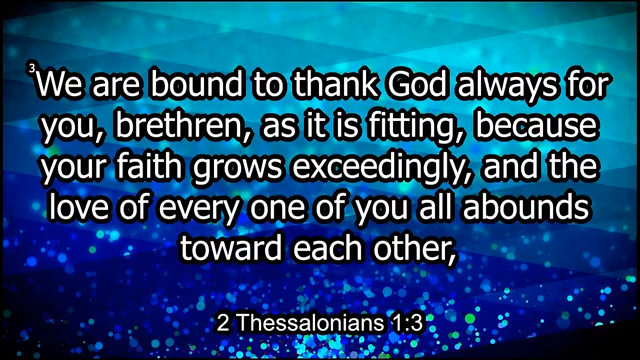 3We are bound to thank God always for
you, brethren, as it is fitting, because
your faith grows exceedingly, and the
love of every one of you all abounds
toward each other,
2 Thessalonians 1:3